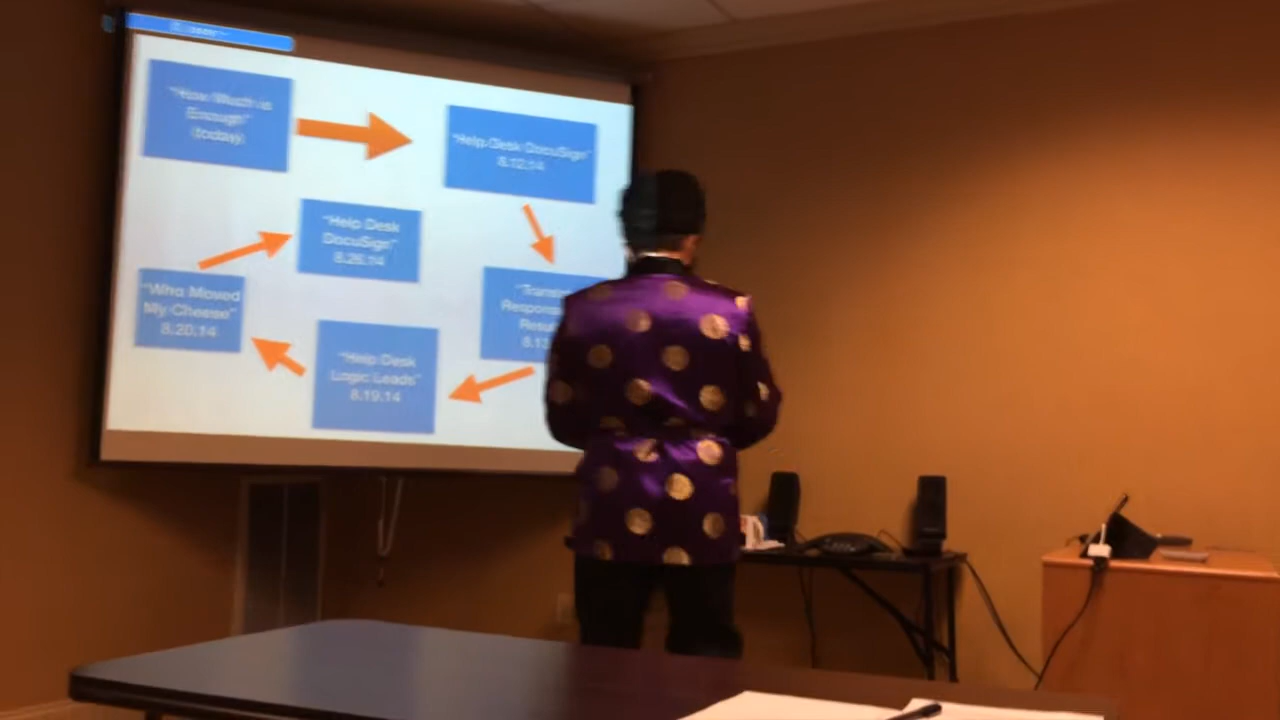 "How Much is
Enough"
(today)
"Help Desk DocuSign"
8.12.14
"Help Desk
DocuSign"
8.26.14
"Who Moved
My Cheese"
8.20.14
"Help Desk
Logic Leads"
8.19.14